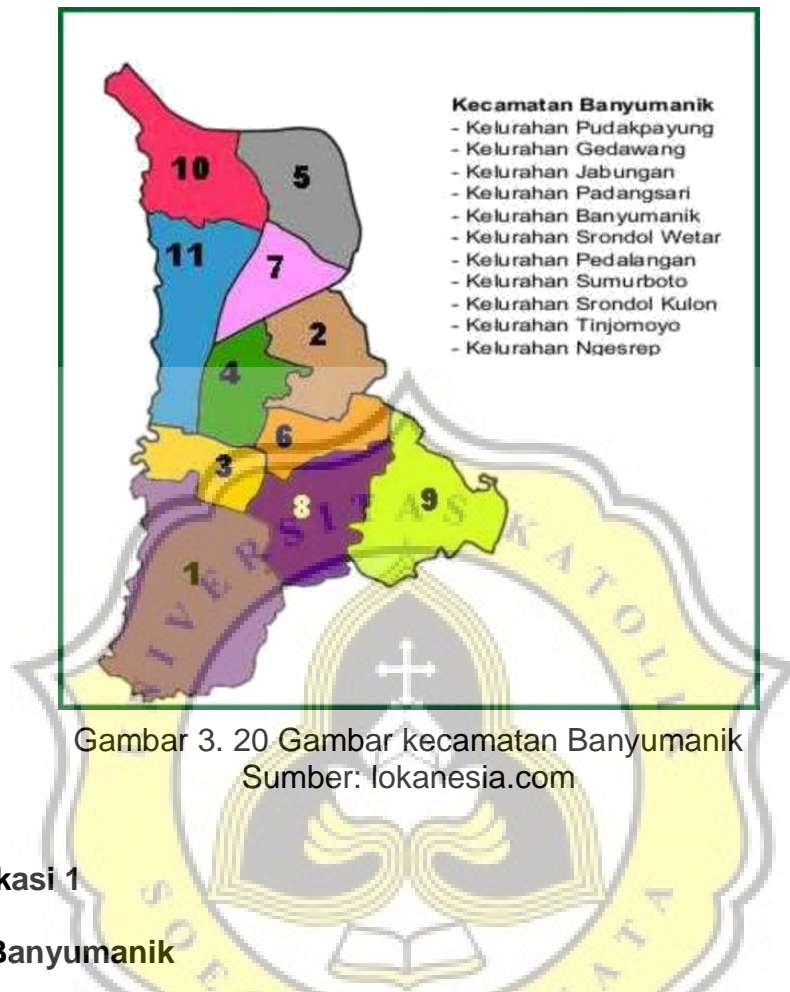 Kecamatan Banyumanik
- Kelurahan Pudakpayung
- Kelurahan Gedawang
- Kelurahan Jabungan
- Kelurahan Padangsari
- Kelurahan Banyumanik
- Kelurahan Srondol Wetar
- Kelurahan Pedalangan
- Kelurahan Sumurboto
- Kelurahan Srondol Kulon
- Kelurahan Tinjomoyo
- Kelurahan Ngesrep
10
5
11
7
2
4
6
3
8
9
1
Gambar 3. 20 Gambar kecamatan Banyumanik
Sumber: lokanesia.com
kasi 1
Banyumanik